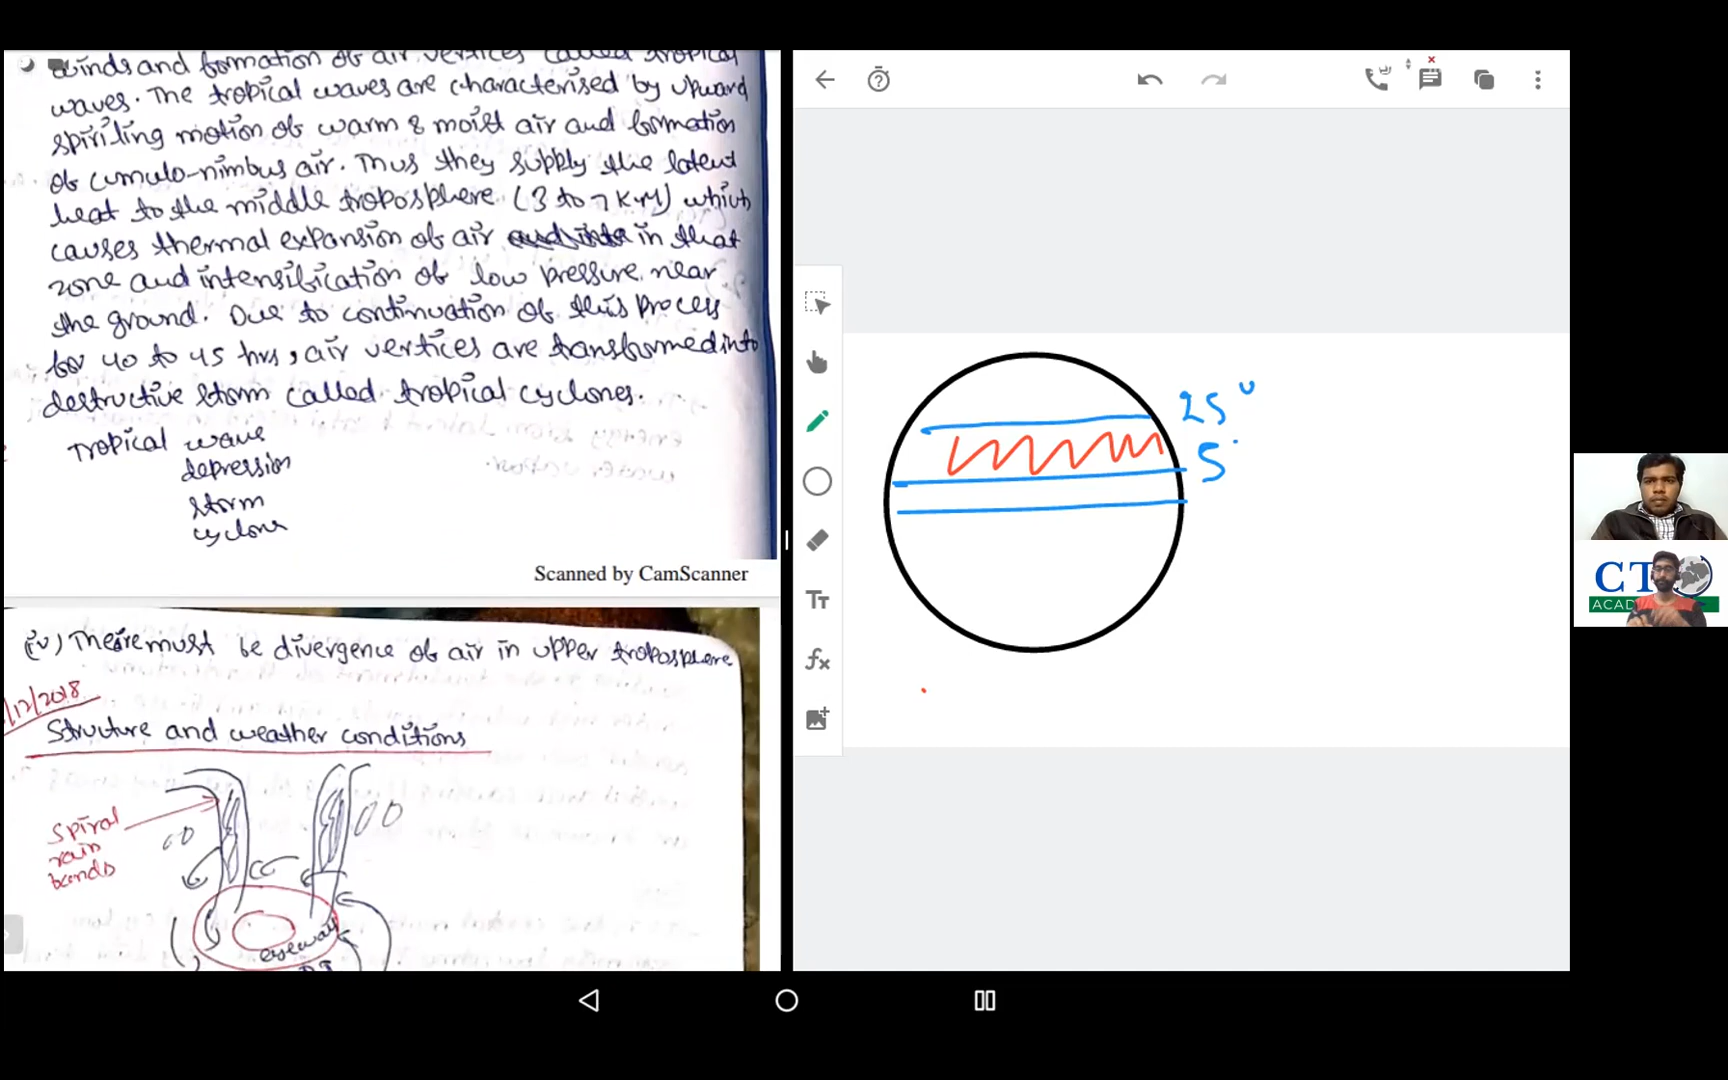 winds and formation of air vertices called tropical
waves. The tropical waves are characterised by upward
spiriling motion of warm & moist air and formation
of cumulo-nimbus air. Thus they supply the latent
heat to the middle troposphere (3 to 7 KM) which
causes thermal expansion of air in that
zone and intensification of low pressure near
the ground. Due to continuation of this process
for 40 to 45 hrs, air vertices are transformed into
destructive storm called tropical cyclones.
Tropical wave
depression
storm
cyclone
Scanned by CamScanner
(iv) There must be divergence of air in upper troposphere
/12/2018
Structure and weather conditions
Spiral
rain
bands
eyewall
25°
5°
Tт
fx
CT
ACAD